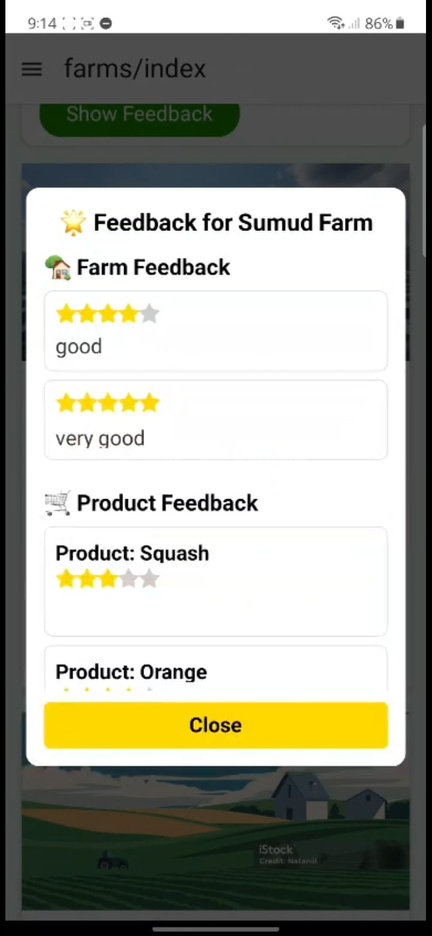 9:14
86%
farms/index
Show Feedback
Feedback for Sumud Farm
Farm Feedback
good
very good
Product Feedback
Product: Squash
Product: Orange
Close
iStock
Credit: Natanill